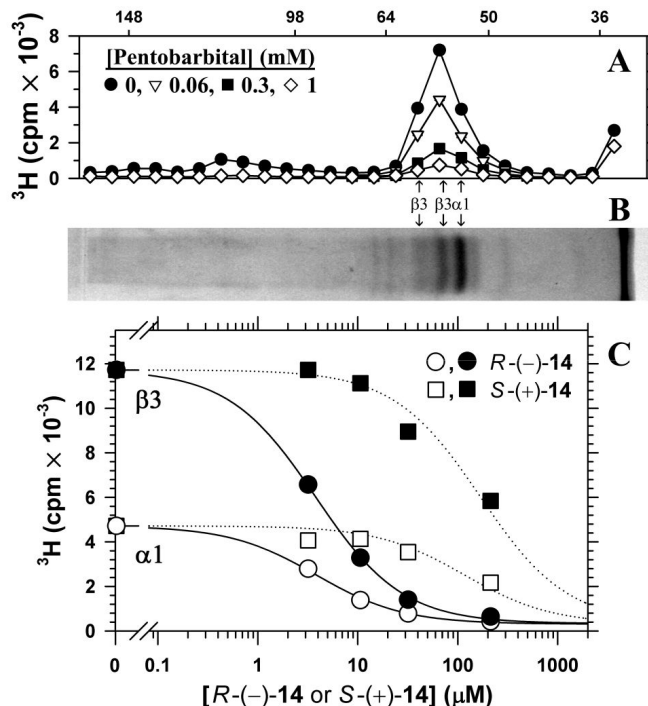 148 98 64 50 36
A
[Pentobarbital] (mM)
● 0, ▽ 0.06, ■ 0.3, ◇ 1
8
6
4
2
0
³H (cpm × 10⁻³)
β3 β3 α1
B
C
○, ● R-(−)-14
□, ■ S-(+)-14
12
10
8
6
4
2
0
³H (cpm × 10⁻³)
β3
α1
0 0.1 1 10 100 1000
[R-(−)-14 or S-(+)-14] (μM)